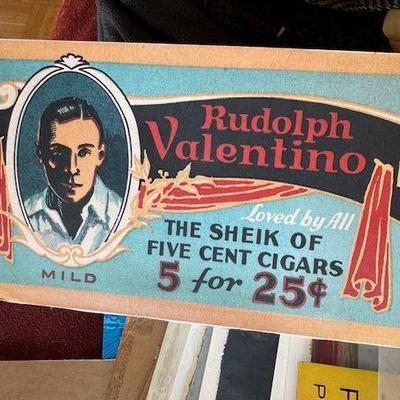 Rudolph
Valentino
Loved by All
THE SHEIK OF
FIVE CENT CIGARS
5 for 25¢
MILD
F
P